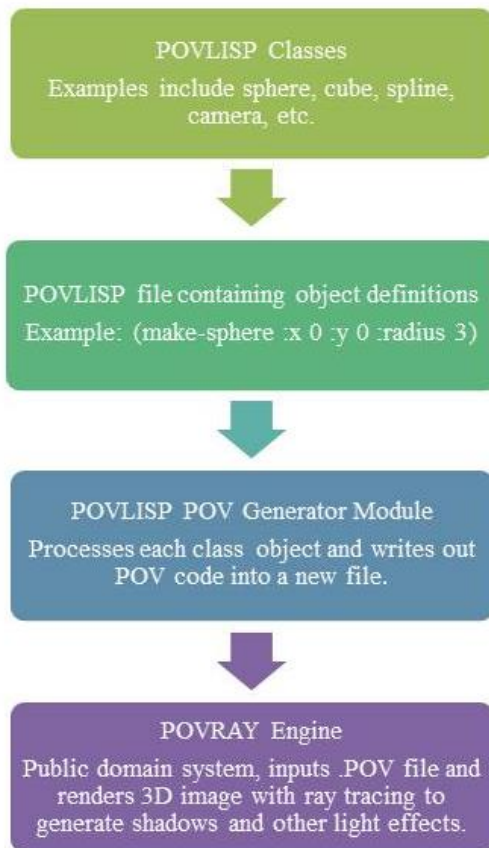 POVLISP Classes
Examples include sphere, cube, spline,
camera, etc.
POVLISP file containing object definitions
Example: (make-sphere :x 0 :y 0 :radius 3)
POVLISP POV Generator Module
Processes each class object and writes out
POV code into a new file.
POVRAY Engine
Public domain system, inputs .POV file and
renders 3D image with ray tracing to
generate shadows and other light effects.